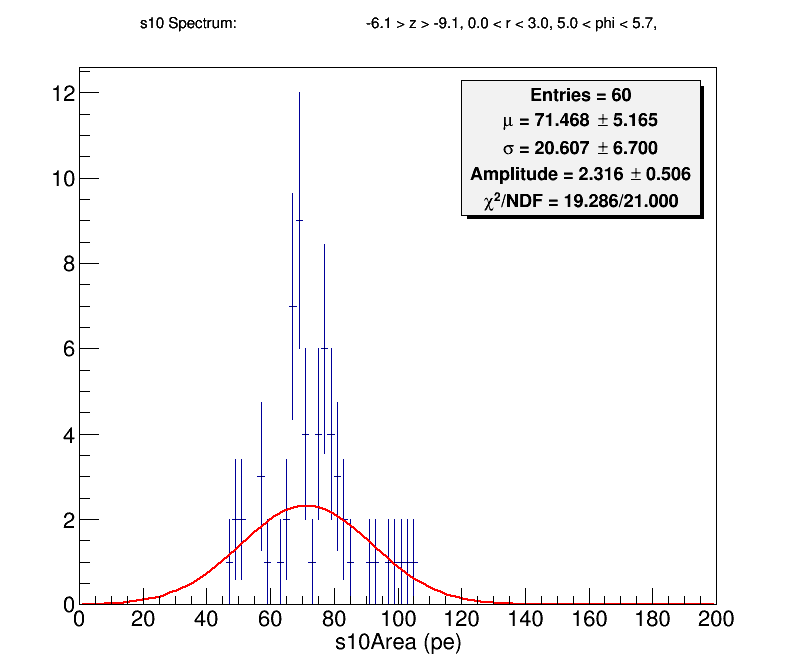 s10 Spectrum: -6.1 > z > -9.1, 0.0 < r < 3.0, 5.0 < phi < 5.7,
Entries = 60
μ = 71.468 ± 5.165
σ = 20.607 ± 6.700
Amplitude = 2.316 ± 0.506
χ²/NDF = 19.286/21.000
12
10
8
6
4
2
0
0 20 40 60 80 100 120 140 160 180 200
s10Area (pe)